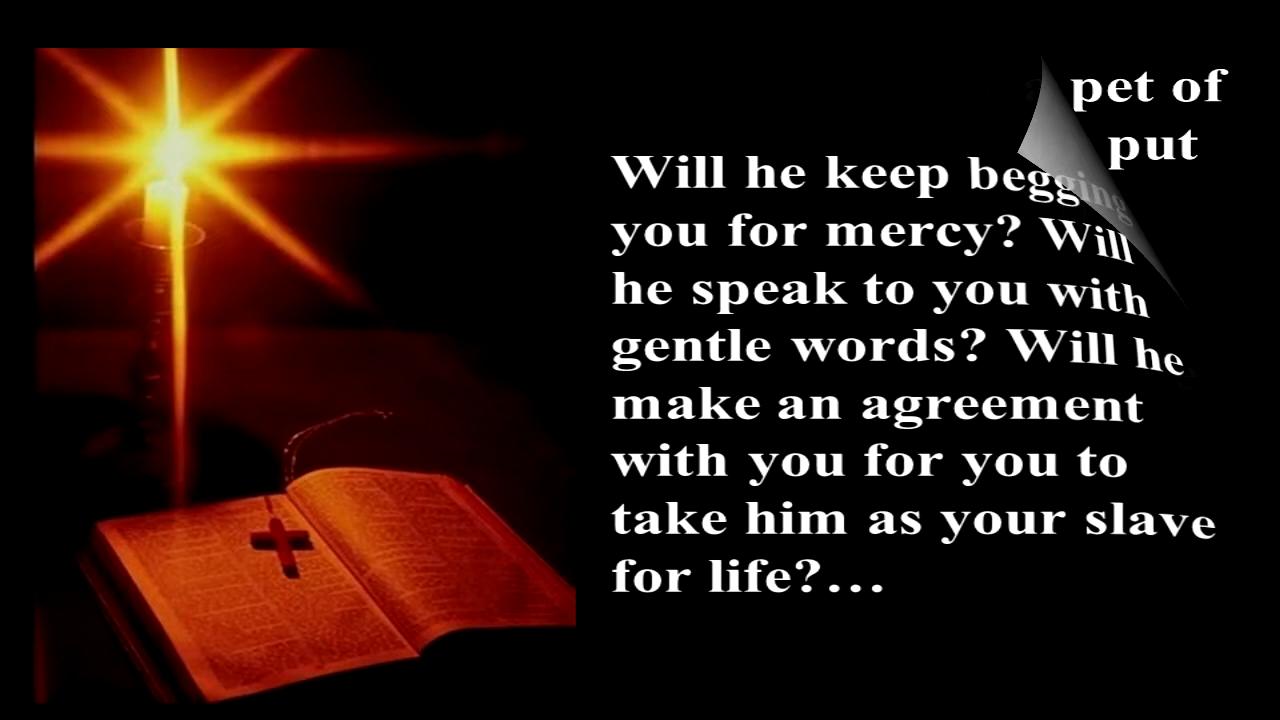 pet of
put
Will he keep begging
you for mercy? Will
he speak to you with
gentle words? Will he
make an agreement
with you for you to
take him as your slave
for life?...